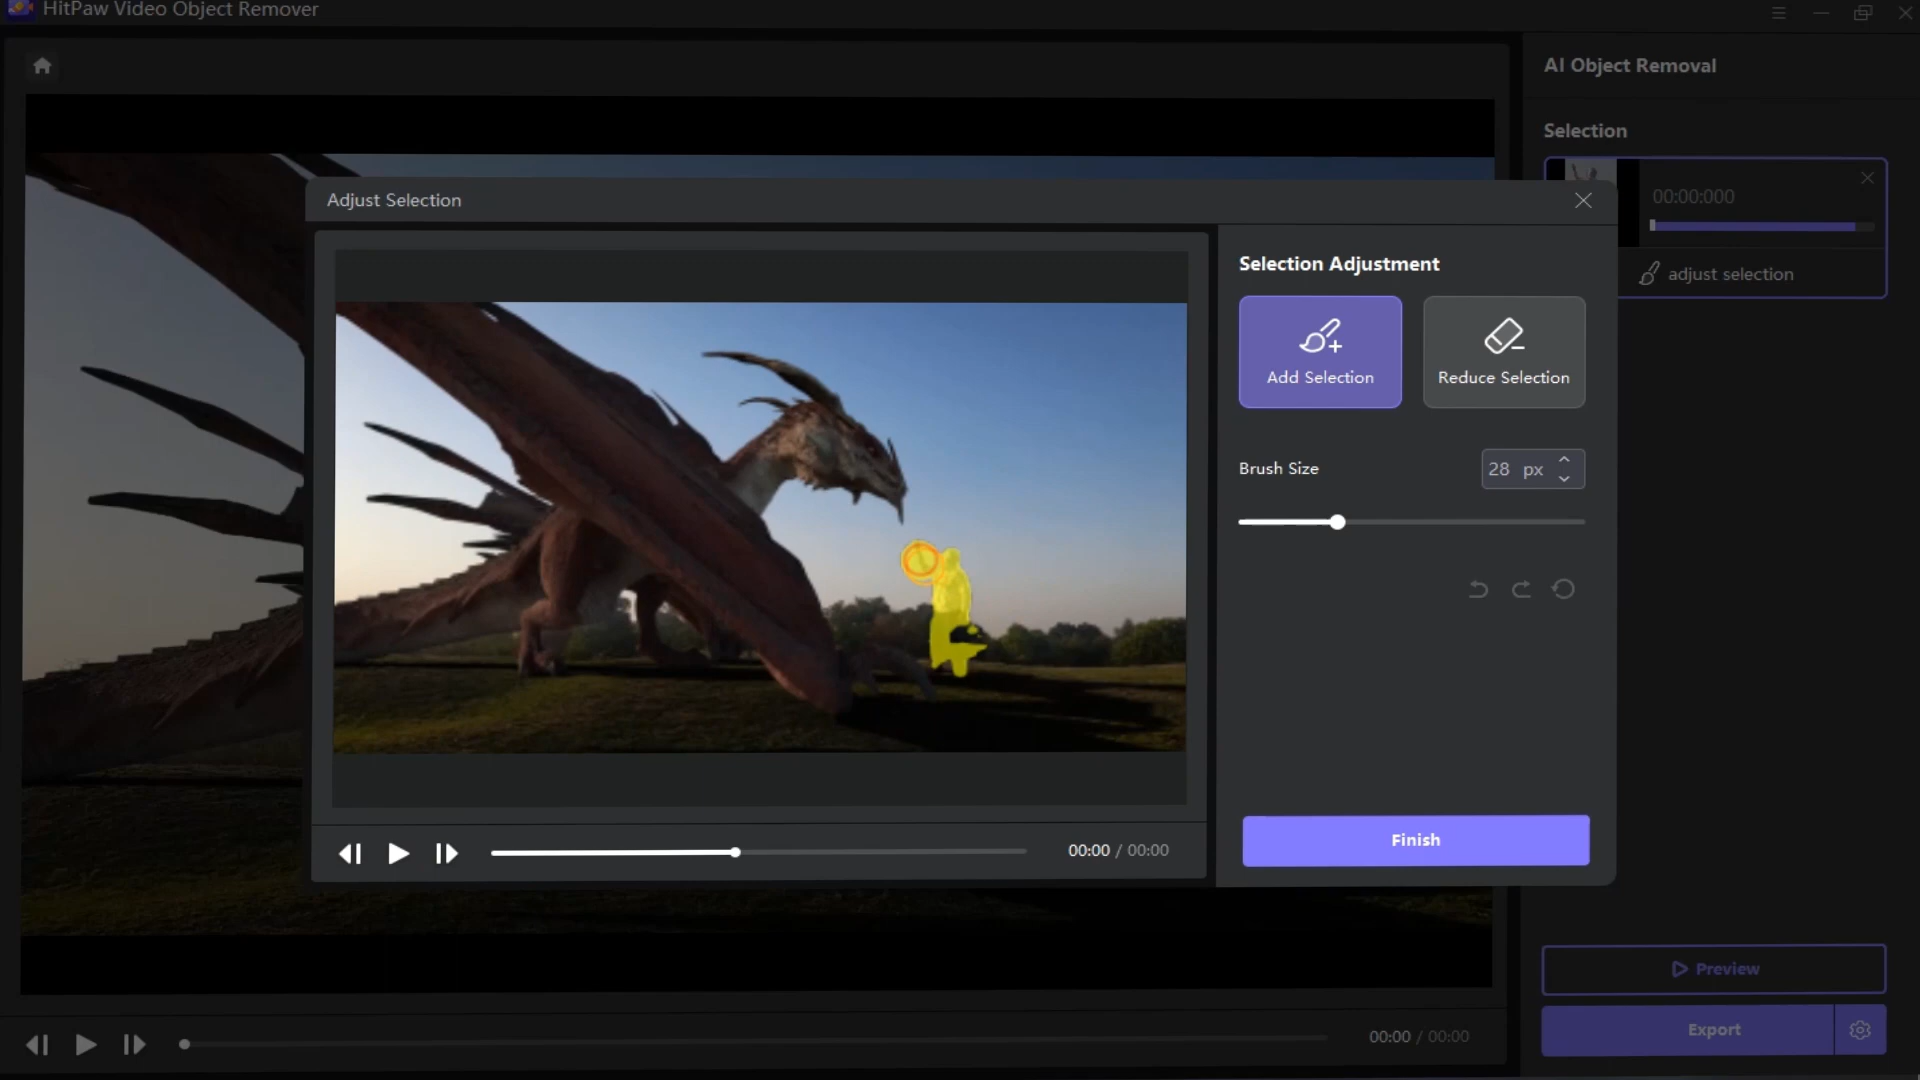 HitPaw Video Object Remover
AI Object Removal
Selection
00:00:000
adjust selection
Adjust Selection
Selection Adjustment
Add Selection
Reduce Selection
Brush Size
28 px
00:00 / 00:00
Finish
Preview
Export
00:00 / 00:00